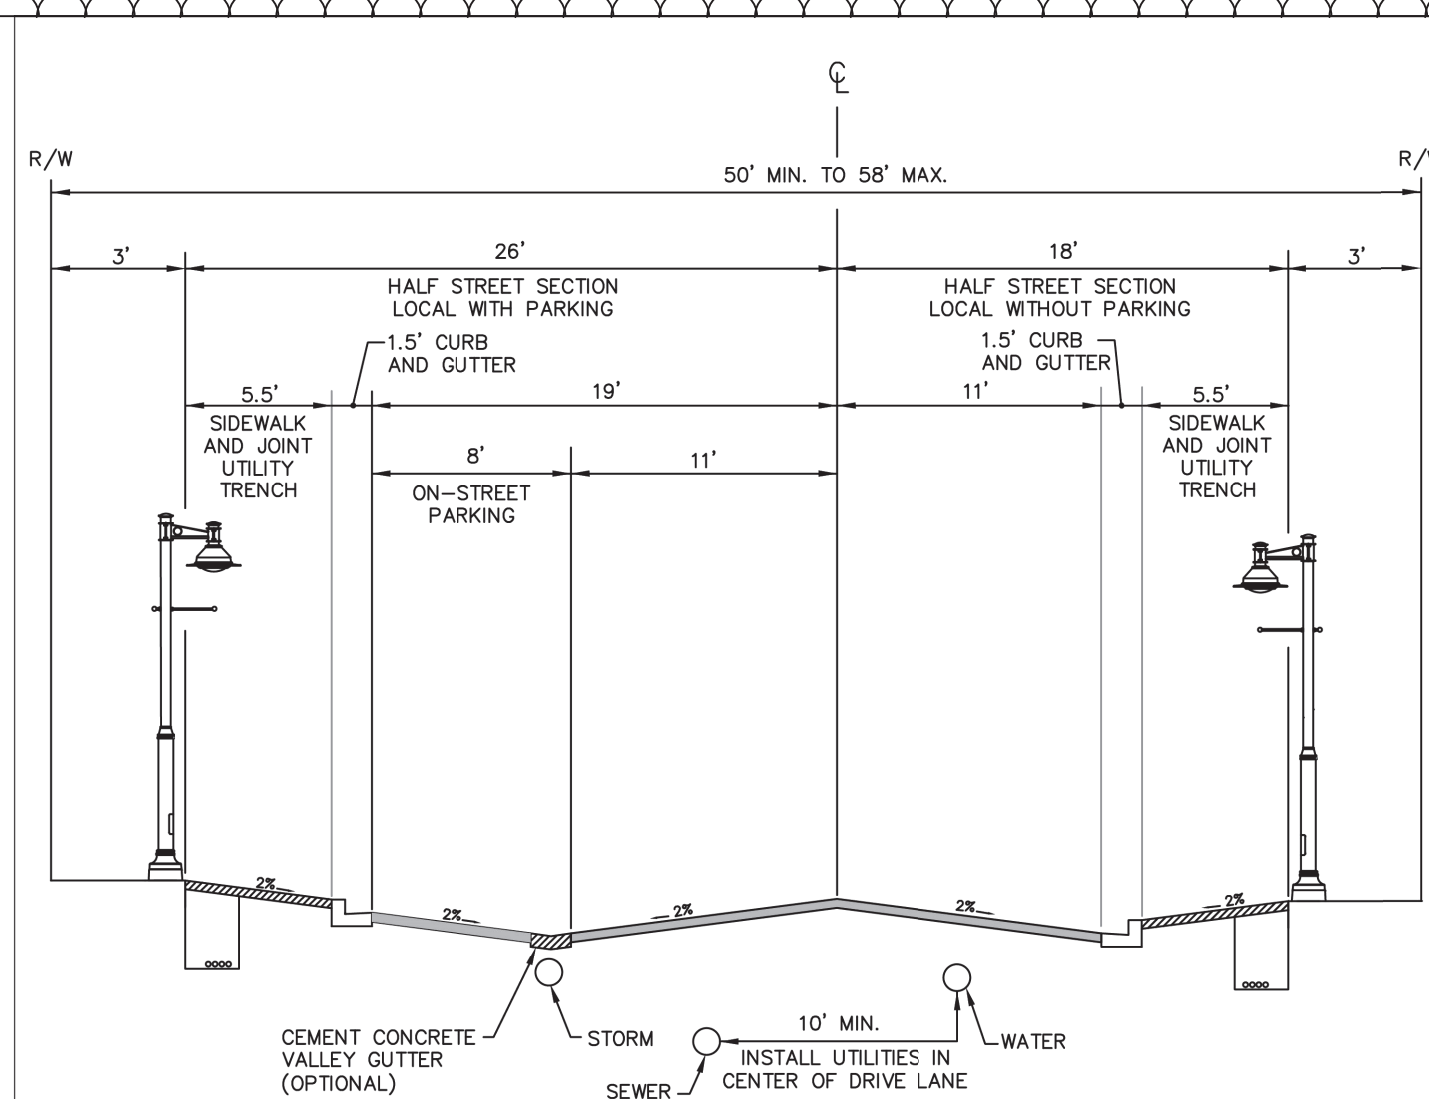 ℄
R/W
R/W
50' MIN. TO 58' MAX.
3'
26'
18'
3'
HALF STREET SECTION
LOCAL WITH PARKING
HALF STREET SECTION
LOCAL WITHOUT PARKING
1.5' CURB
AND GUTTER
1.5' CURB
AND GUTTER
5.5'
19'
11'
5.5'
SIDEWALK
AND JOINT
UTILITY
TRENCH
SIDEWALK
AND JOINT
UTILITY
TRENCH
8'
11'
ON-STREET
PARKING
2%
2%
2%
2%
2%
CEMENT CONCRETE
VALLEY GUTTER
(OPTIONAL)
STORM
SEWER
10' MIN.
INSTALL UTILITIES IN
CENTER OF DRIVE LANE
WATER